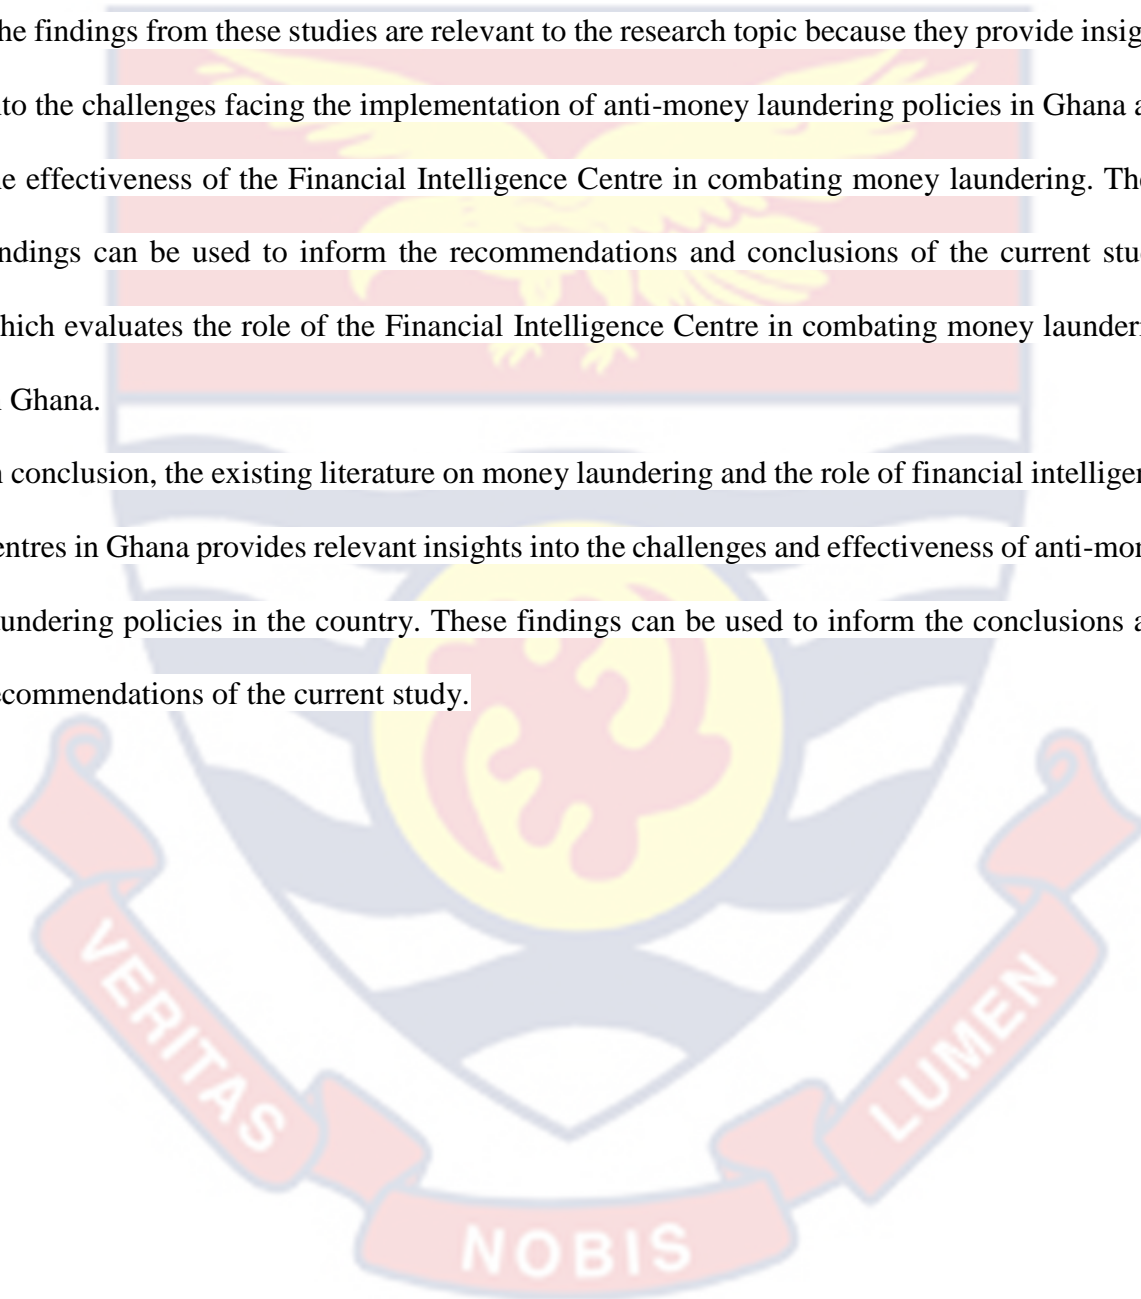 he findings from these studies are relevant to the research topic because they provide insig
nto the challenges facing the implementation of anti-money laundering policies in Ghana a
he effectiveness of the Financial Intelligence Centre in combating money laundering. The
ndings can be used to inform the recommendations and conclusions of the current stu
hich evaluates the role of the Financial Intelligence Centre in combating money launderi
n Ghana.
n conclusion, the existing literature on money laundering and the role of financial intelligen
entres in Ghana provides relevant insights into the challenges and effectiveness of anti-mon
undering policies in the country. These findings can be used to inform the conclusions a
ecommendations of the current study.
VERITAS
NOBIS
LUMEN